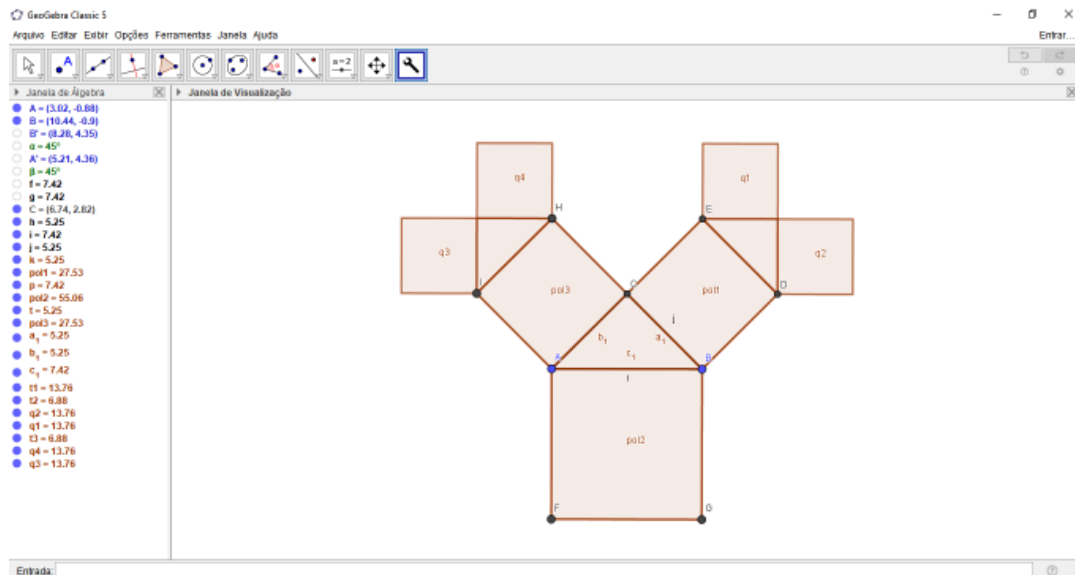 GeoGebra Classic 5
Arquivo Editar Exibir Opções Ferramentas Janela Ajuda
Entrar...
A
a=2
Janela de Álgebra
Janela de Visualização
A = (3.02, -0.88)
B = (10.44, -0.9)
B' = (8.28, 4.35)
α = 45°
A' = (5.21, 4.36)
β = 45°
f = 7.42
g = 7.42
C = (6.74, 2.82)
h = 5.25
i = 7.42
j = 5.25
k = 5.25
pol1 = 27.53
p = 7.42
pol2 = 55.06
t = 5.25
pol3 = 27.53
a₁ = 5.25
b₁ = 5.25
c₁ = 7.42
t1 = 13.76
t2 = 6.88
q2 = 13.76
q1 = 13.76
t3 = 6.88
q4 = 13.76
q3 = 13.76
q4
q1
H
E
q3
q2
I
C
D
pol3
pol1
j
b₁
a₁
A
B
i
pol2
F
G
Entrada: